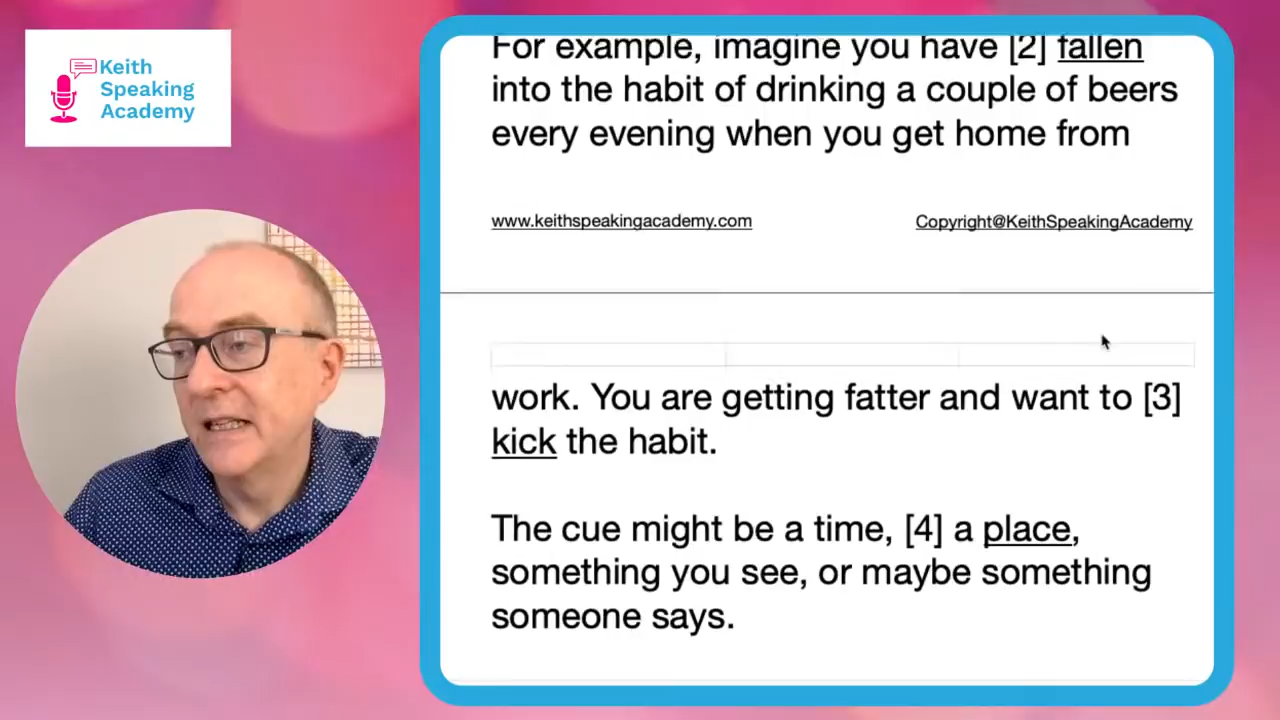 Keith
Speaking
Academy
For example, imagine you have [2] fallen
into the habit of drinking a couple of beers
every evening when you get home from
www.keithspeakingacademy.com
Copyright@KeithSpeakingAcademy
work. You are getting fatter and want to [3]
kick the habit.
The cue might be a time, [4] a place,
something you see, or maybe something
someone says.